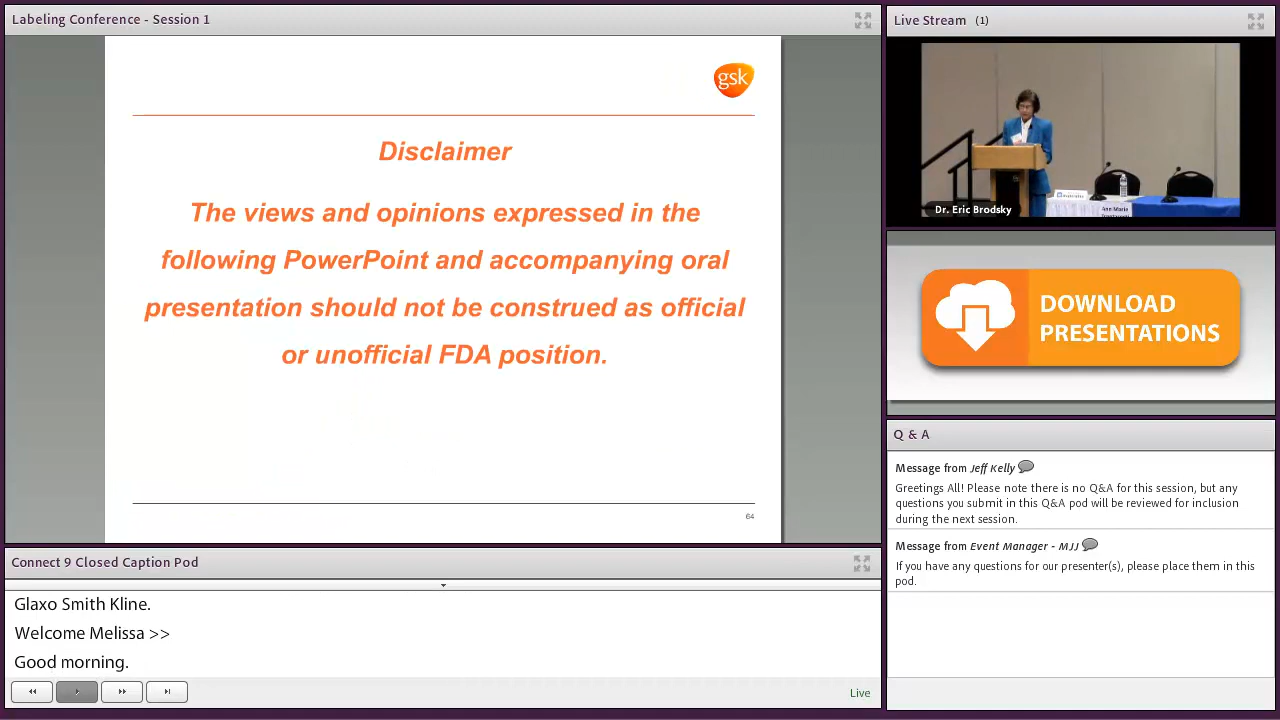 Labeling Conference - Session 1
gsk
Disclaimer
The views and opinions expressed in the
following PowerPoint and accompanying oral
presentation should not be construed as official
or unofficial FDA position.
64
Connect 9 Closed Caption Pod
Glaxo Smith Kline.
Welcome Melissa >>
Good morning.
Live
Live Stream (1)
Dr. Eric Brodsky
Ann Marie
DOWNLOAD
PRESENTATIONS
Q & A
Message from Jeff Kelly
Greetings All! Please note there is no Q&A for this session, but any
questions you submit in this Q&A pod will be reviewed for inclusion
during the next session.
Message from Event Manager - MJJ
If you have any questions for our presenter(s), please place them in this
pod.